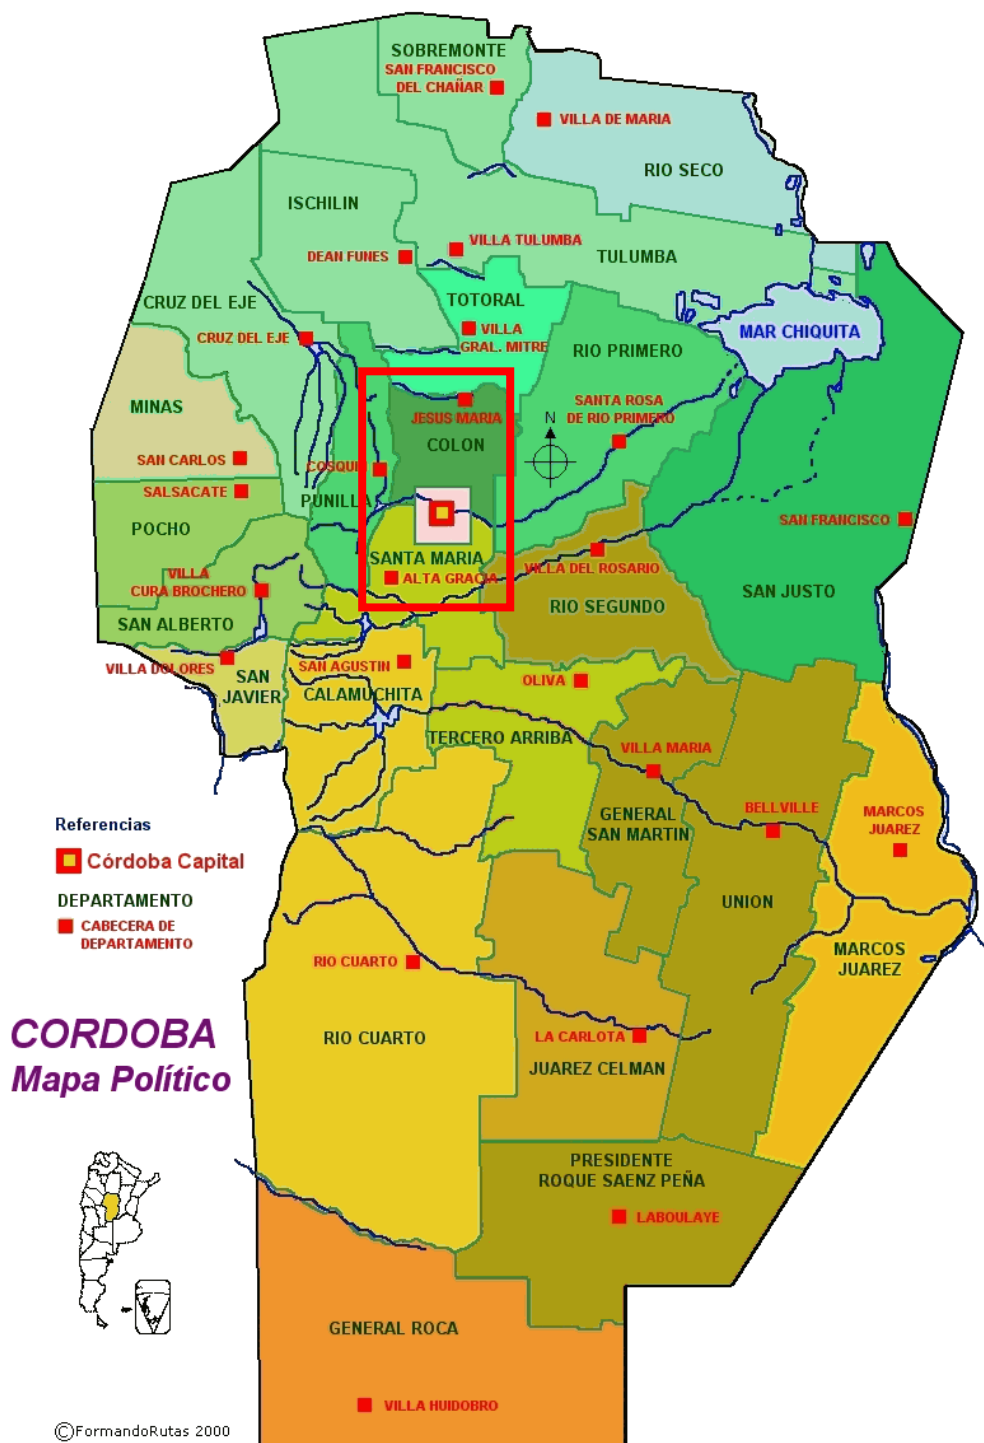 SOBREMONTE
SAN FRANCISCO
DEL CHAÑAR
VILLA DE MARIA
RIO SECO
ISCHILIN
VILLA TULUMBA
DEAN FUNES
TULUMBA
CRUZ DEL EJE
TOTORAL
CRUZ DEL EJE
VILLA
GRAL. MITRE
MAR CHIQUITA
RIO PRIMERO
MINAS
JESUS MARIA
SANTA ROSA
DE RIO PRIMERO
N
COLON
SAN CARLOS
COSQUIN
SALSACATE
PUNILLA
POCHO
SAN FRANCISCO
SANTA MARIA
VILLA DEL ROSARIO
VILLA
CURA BROCHERO
ALTA GRACIA
SAN JUSTO
RIO SEGUNDO
SAN ALBERTO
VILLA DOLORES
SAN AGUSTIN
SAN
JAVIER
OLIVA
CALAMUCHITA
TERCERO ARRIBA
VILLA MARIA
GENERAL
SAN MARTIN
BELLVILLE
MARCOS
JUAREZ
Referencias
Córdoba Capital
DEPARTAMENTO
CABECERA DE
DEPARTAMENTO
UNION
MARCOS
JUAREZ
RIO CUARTO
CORDOBA
Mapa Político
RIO CUARTO
LA CARLOTA
JUAREZ CELMAN
PRESIDENTE
ROQUE SAENZ PEÑA
LABOULAYE
GENERAL ROCA
VILLA HUIDOBRO
©FormandoRutas 2000